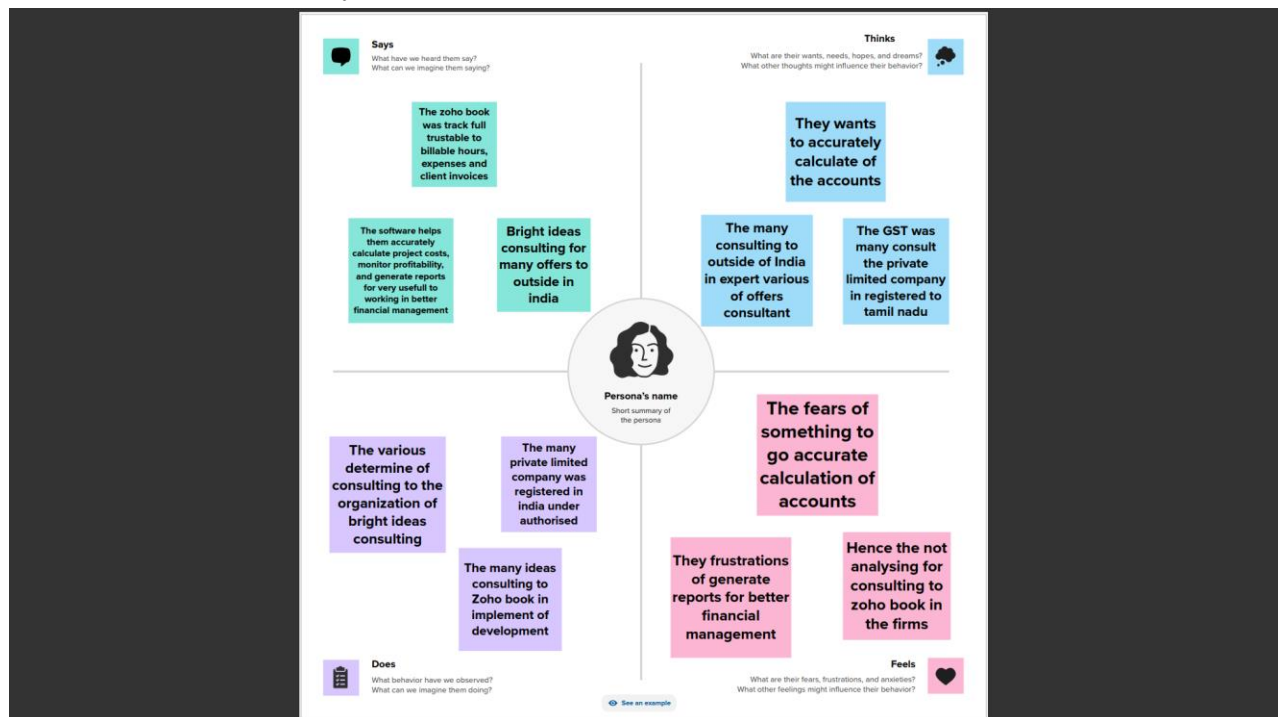 Says
What have we heard them say?
What can we imagine them saying?
The zoho book
was track full
trustable to
billable hours,
expenses and
client invoices
The software helps
them accurately
calculate project costs,
monitor profitability,
and generate reports
for very usefull to
working in better
financial management
Bright ideas
consulting for
many offers to
outside in
india
Thinks
What are their wants, needs, hopes, and dreams?
What other thoughts might influence their behavior?
They wants
to accurately
calculate of
the accounts
The many
consulting to
outside of India
in expert various
of offers
consultant
The GST was
many consult
the private
limited company
in registered to
tamil nadu
Persona's name
Short summary of
the persona
The various
determine of
consulting to the
organization of
bright ideas
consulting
The many
private limited
company was
registered in
india under
authorised
The many ideas
consulting to
Zoho book in
implement of
development
Does
What behavior have we observed?
What can we imagine them doing?
The fears of
something to
go accurate
calculation of
accounts
They frustrations
of generate
reports for better
financial
management
Hence the not
analysing for
consulting to
zoho book in
the firms
Feels
What are their fears, frustrations, and anxieties?
What other feelings might influence their behavior?
See an example